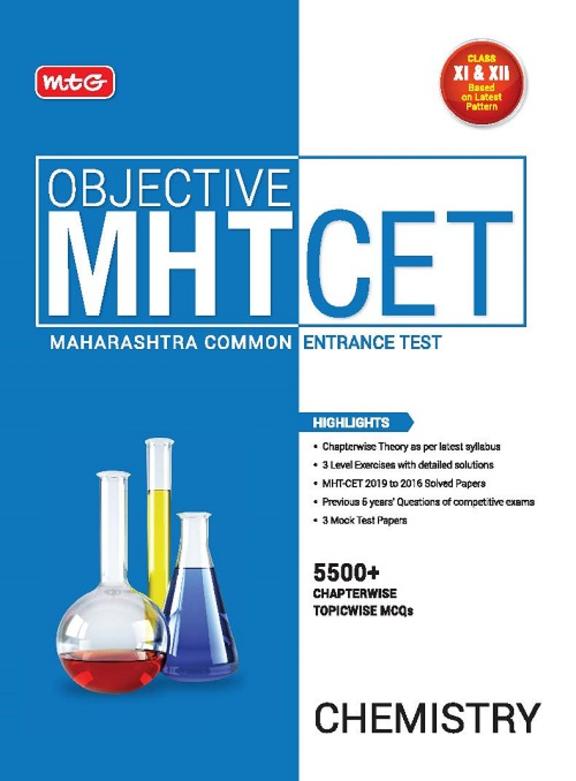 mtG
CLASS
XI & XII
Based
on Latest
Pattern
OBJECTIVE
MHT CET
MAHARASHTRA COMMON ENTRANCE TEST
HIGHLIGHTS
• Chapterwise Theory as per latest syllabus
• 3 Level Exercises with detailed solutions
• MHT-CET 2019 to 2016 Solved Papers
• Previous 5 years' Questions of competitive exams
• 3 Mock Test Papers
5500+
CHAPTERWISE
TOPICWISE MCQs
CHEMISTRY